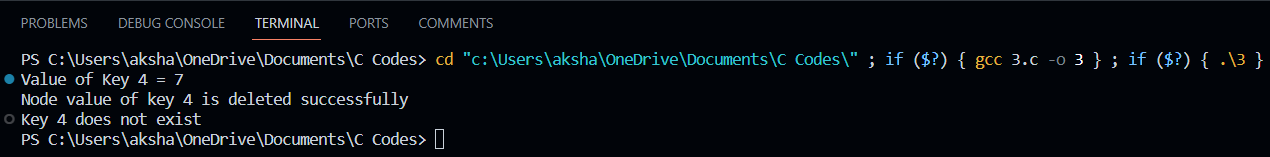 PROBLEMS DEBUG CONSOLE TERMINAL PORTS COMMENTS
PS C:\Users\aksha\OneDrive\Documents\C Codes> cd "c:\Users\aksha\OneDrive\Documents\C Codes\" ; if ($?) { gcc 3.c -o 3 } ; if ($?) { .\3 }
Value of Key 4 = 7
Node value of key 4 is deleted successfully
Key 4 does not exist
PS C:\Users\aksha\OneDrive\Documents\C Codes>